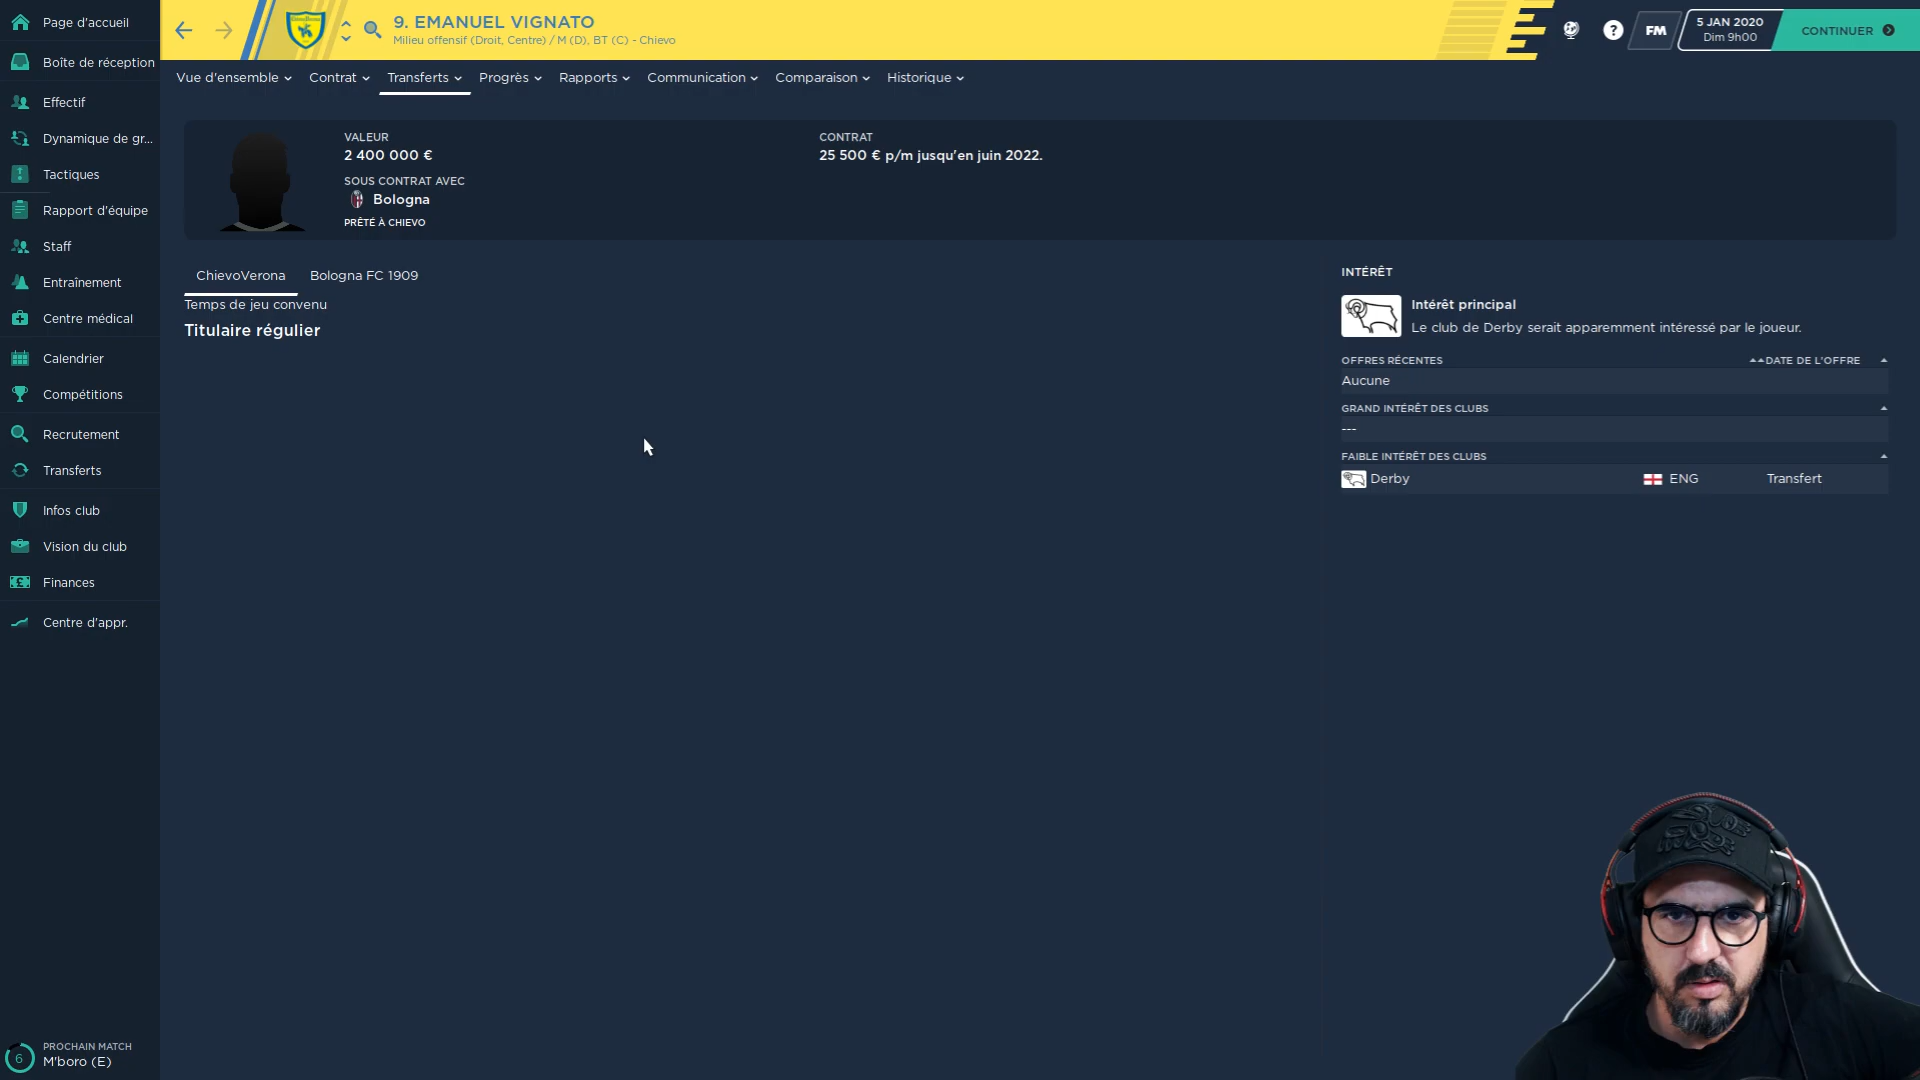 Page d'accueil
Boîte de réception
Effectif
Dynamique de gr...
Tactiques
Rapport d'équipe
Staff
Entraînement
Centre médical
Calendrier
Compétitions
Recrutement
Transferts
Infos club
Vision du club
Finances
Centre d'appr.
6
PROCHAIN MATCH
M'boro (E)
9. EMANUEL VIGNATO
Milieu offensif (Droit, Centre) / M (D), BT (C) - Chievo
?
FM
5 JAN 2020
Dim 9h00
CONTINUER
Vue d'ensemble
Contrat
Transferts
Progrès
Rapports
Communication
Comparaison
Historique
VALEUR
2 400 000 €
SOUS CONTRAT AVEC
Bologna
PRÊTÉ À CHIEVO
CONTRAT
25 500 € p/m jusqu'en juin 2022.
ChievoVerona
Bologna FC 1909
Temps de jeu convenu
Titulaire régulier
INTÉRÊT
Intérêt principal
Le club de Derby serait apparemment intéressé par le joueur.
OFFRES RÉCENTES
DATE DE L'OFFRE
Aucune
GRAND INTÉRÊT DES CLUBS
---
FAIBLE INTÉRÊT DES CLUBS
Derby
ENG
Transfert